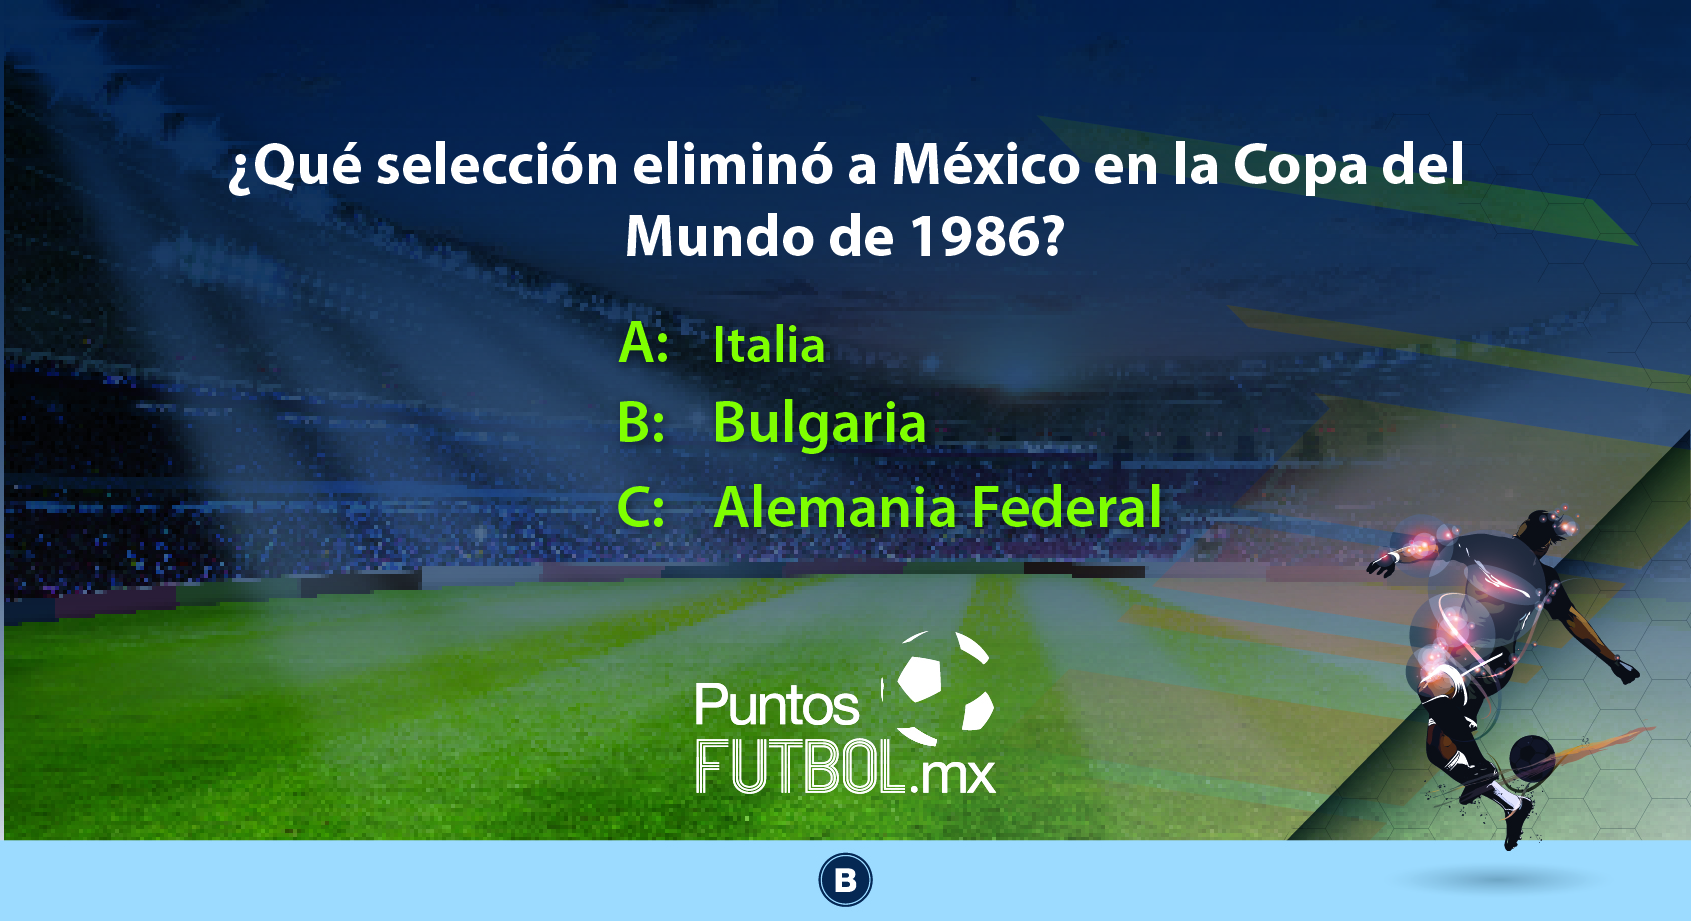 ¿Qué selección eliminó a México en la Copa del
Mundo de 1986?
A: Italia
B: Bulgaria
C: Alemania Federal
Puntos
FUTBOL.mx
B